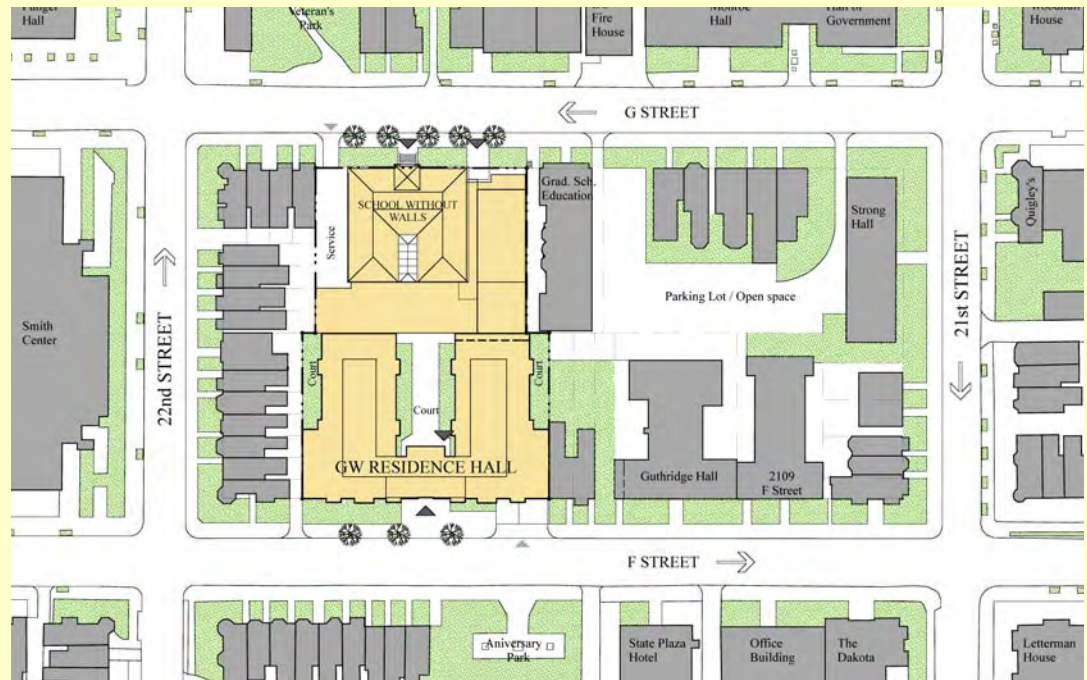 Hall
Veteran's
Park
Fire
House
Monroe
Hall
Hall of
Government
Woodhull
House
G STREET
SCHOOL WITHOUT
WALLS
Service
Grad. Sch.
Education
Strong
Hall
Quigley's
Parking Lot / Open space
Smith
Center
22nd STREET
21st STREET
Court
Court
Court
GW RESIDENCE HALL
Guthridge Hall
2109
F Street
F STREET
Aniversary
Park
State Plaza
Hotel
Office
Building
The
Dakota
Letterman
House